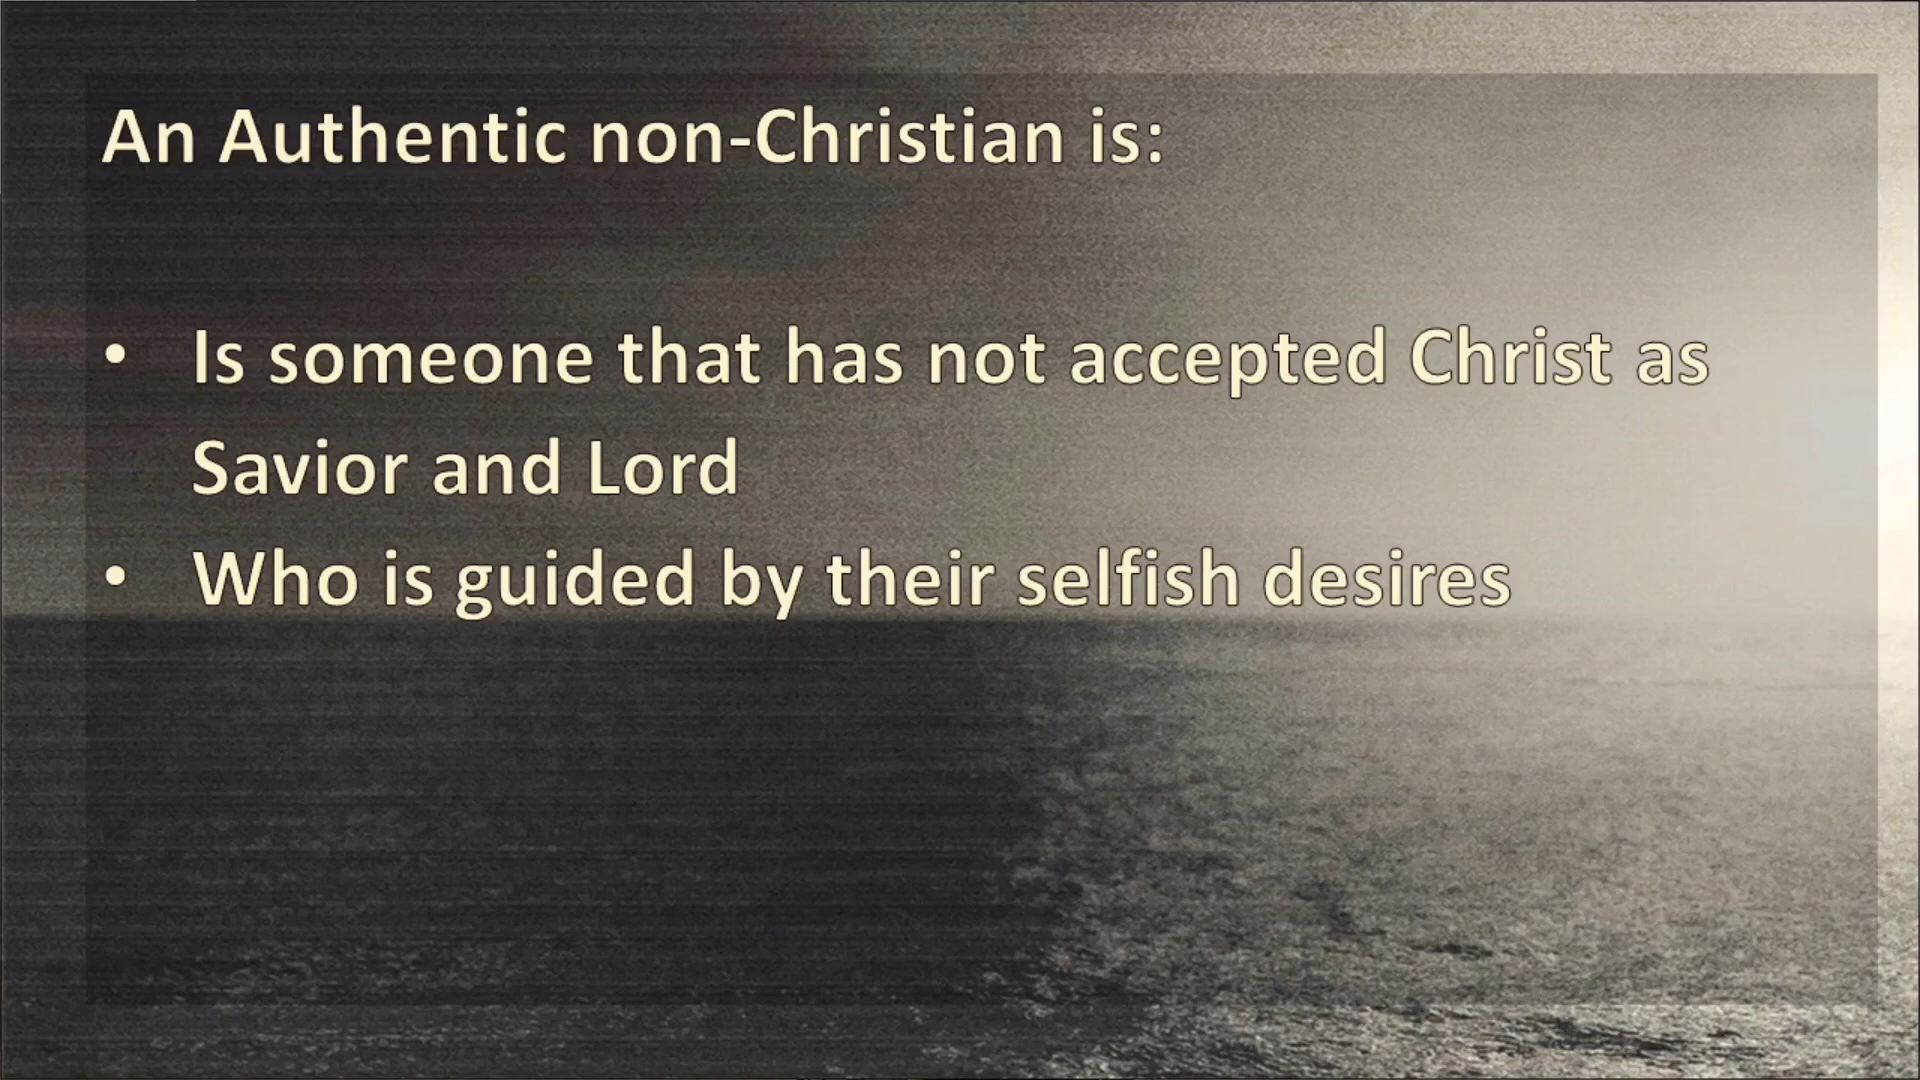 An Authentic non-Christian is:
• Is someone that has not accepted Christ as
Savior and Lord
• Who is guided by their selfish desires